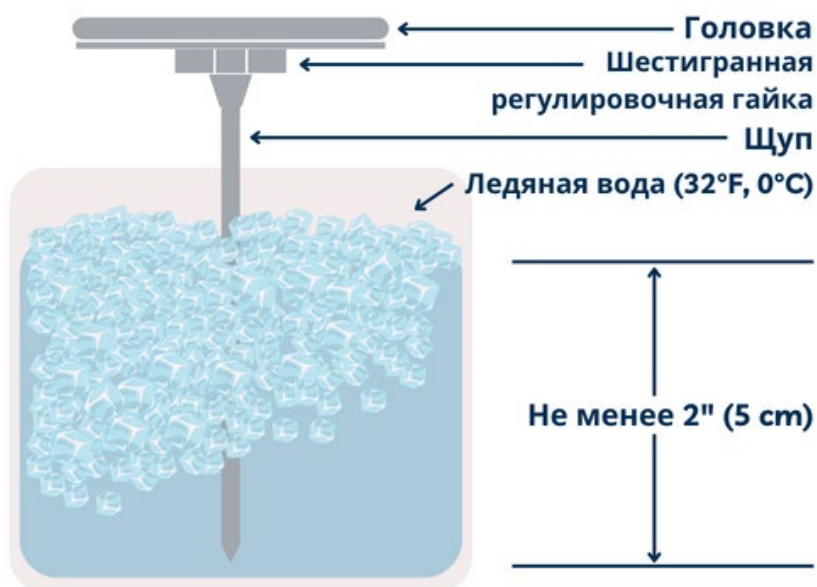 Головка
Шестигранная
регулировочная гайка
Щуп
Ледяная вода (32°F, 0°C)
Не менее 2" (5 cm)